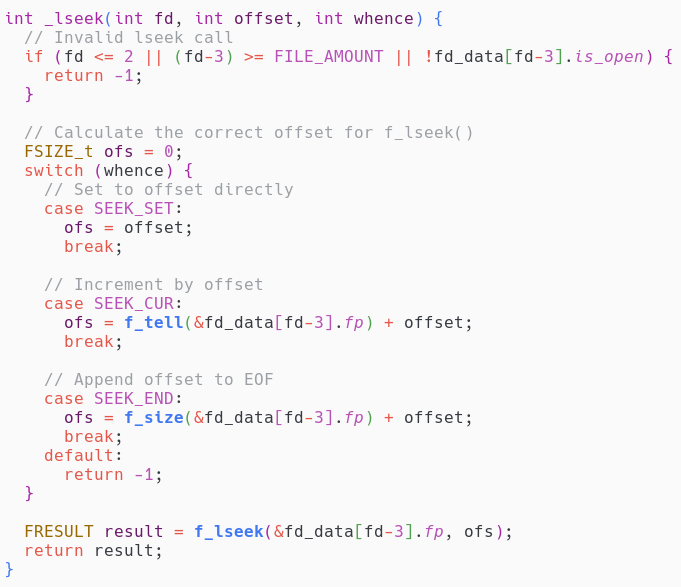 int _lseek(int fd, int offset, int whence) {
  // Invalid lseek call
  if (fd <= 2 || (fd-3) >= FILE_AMOUNT || !fd_data[fd-3].is_open) {
    return -1;
  }

  // Calculate the correct offset for f_lseek()
  FSIZE_t ofs = 0;
  switch (whence) {
    // Set to offset directly
    case SEEK_SET:
      ofs = offset;
      break;

    // Increment by offset
    case SEEK_CUR:
      ofs = f_tell(&fd_data[fd-3].fp) + offset;
      break;

    // Append offset to EOF
    case SEEK_END:
      ofs = f_size(&fd_data[fd-3].fp) + offset;
      break;
    default:
      return -1;
  }

  FRESULT result = f_lseek(&fd_data[fd-3].fp, ofs);
  return result;
}